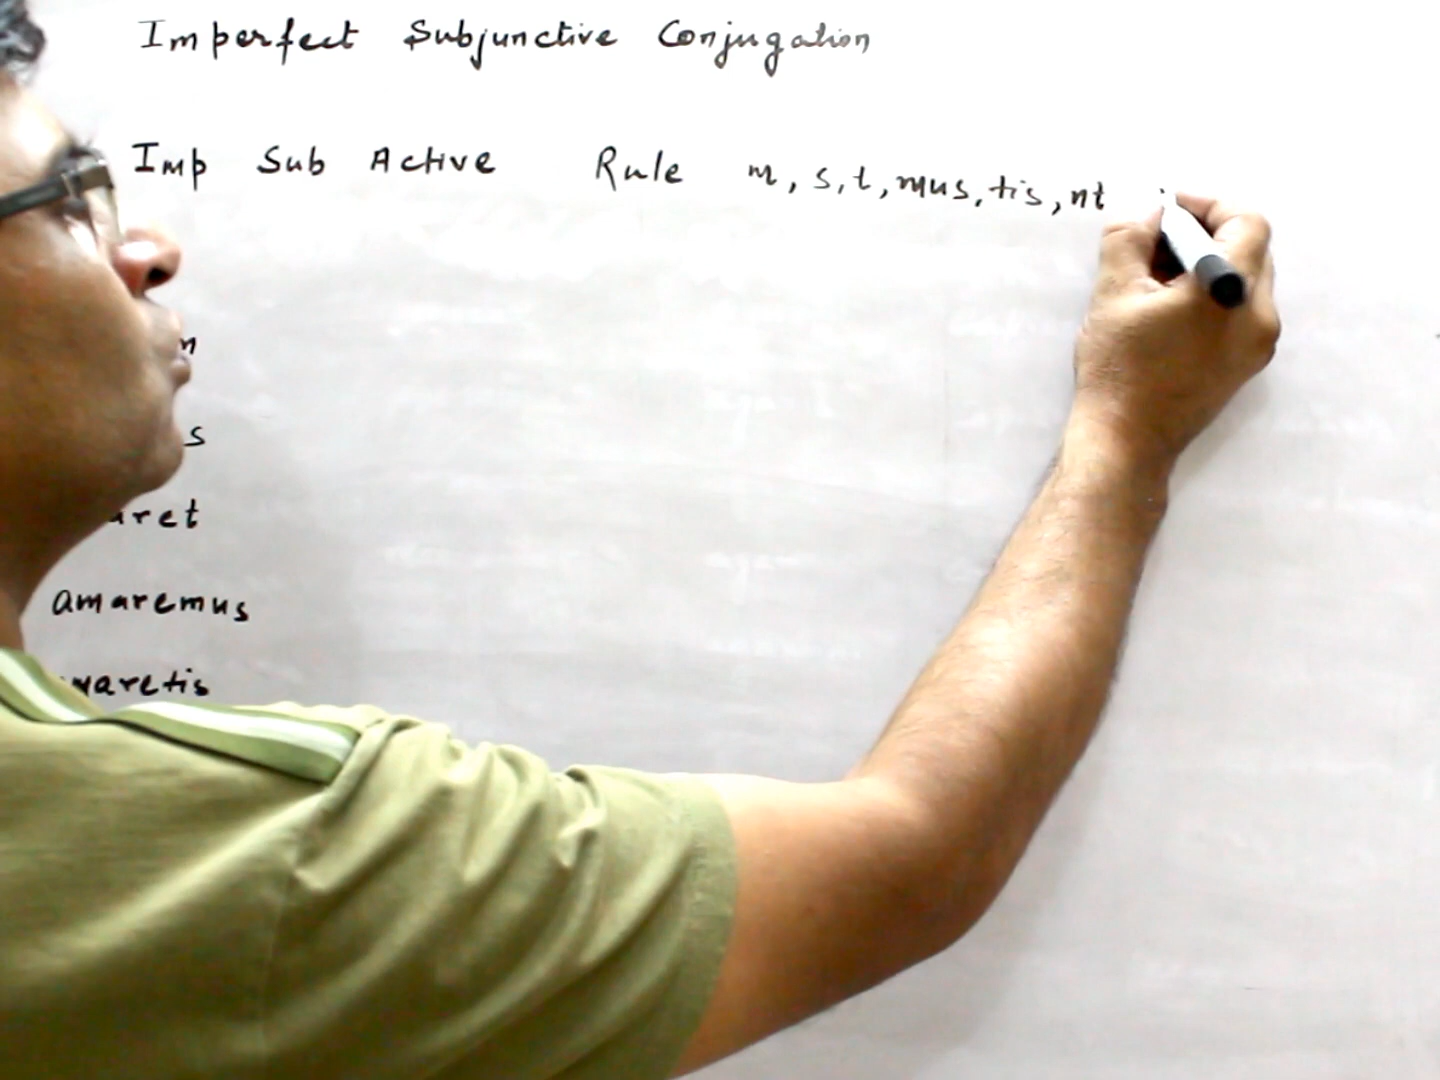 Imperfect Subjunctive Conjugation
Imp Sub Active Rule m, s, t, mus, tis, nt
amaremus